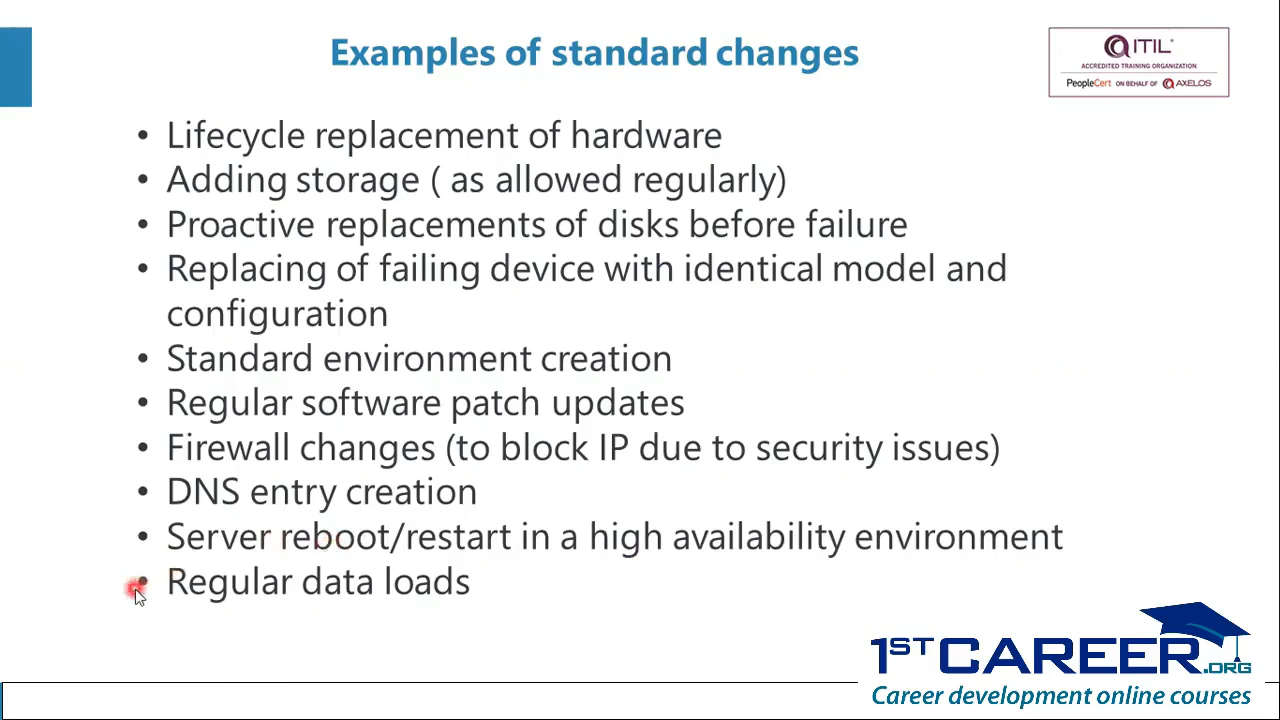 Examples of standard changes
ITIL®
ACCREDITED TRAINING ORGANIZATION
PeopleCert ON BEHALF OF AXELOS
• Lifecycle replacement of hardware
• Adding storage ( as allowed regularly)
• Proactive replacements of disks before failure
• Replacing of failing device with identical model and
configuration
• Standard environment creation
• Regular software patch updates
• Firewall changes (to block IP due to security issues)
• DNS entry creation
• Server reboot/restart in a high availability environment
• Regular data loads
1ST CAREER.ORG
Career development online courses